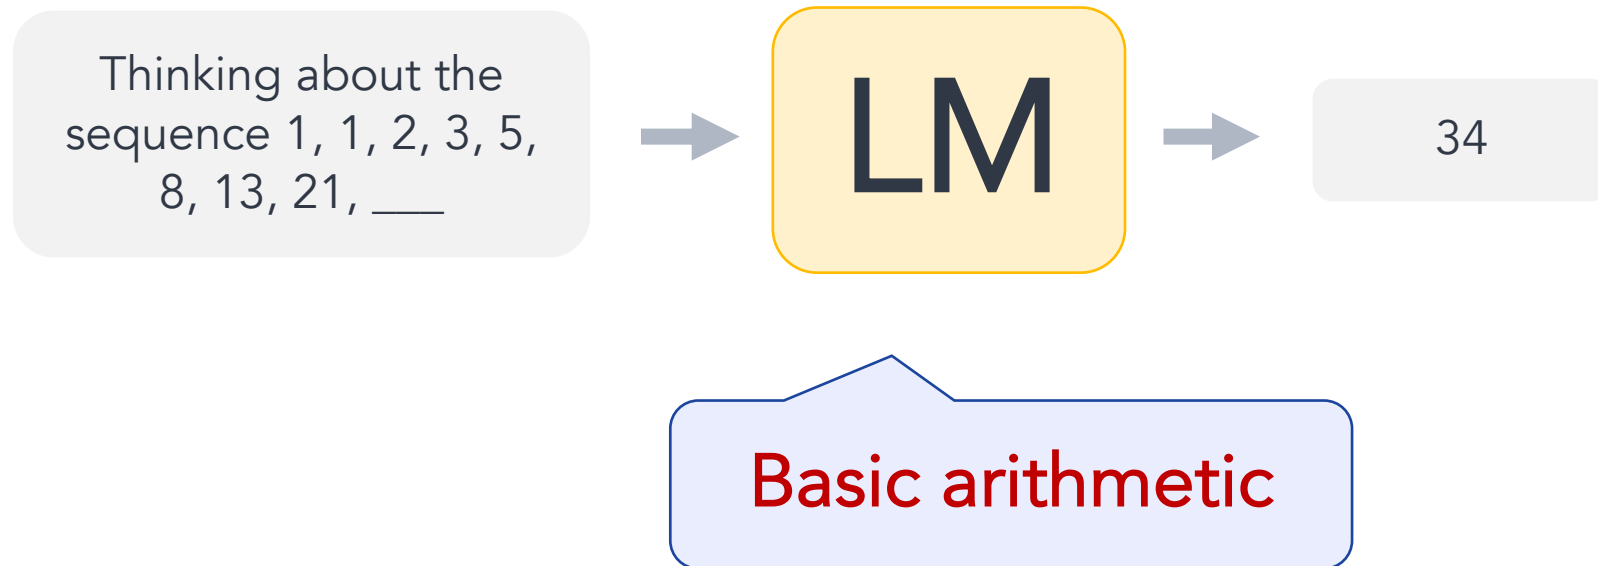 Thinking about the
sequence 1, 1, 2, 3, 5,
8, 13, 21, ___
LM
34
Basic arithmetic